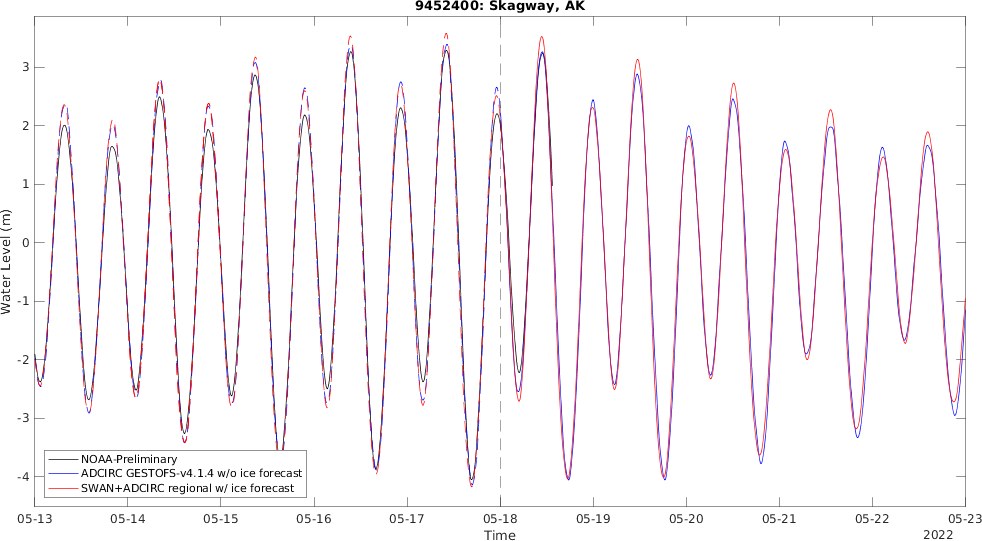 9452400: Skagway, AK
Water Level (m)
3
2
1
0
-1
-2
-3
-4
NOAA-Preliminary
ADCIRC GESTOFS-v4.1.4 w/o ice forecast
SWAN+ADCIRC regional w/ ice forecast
05-13 05-14 05-15 05-16 05-17 05-18 05-19 05-20 05-21 05-22 05-23
Time
2022